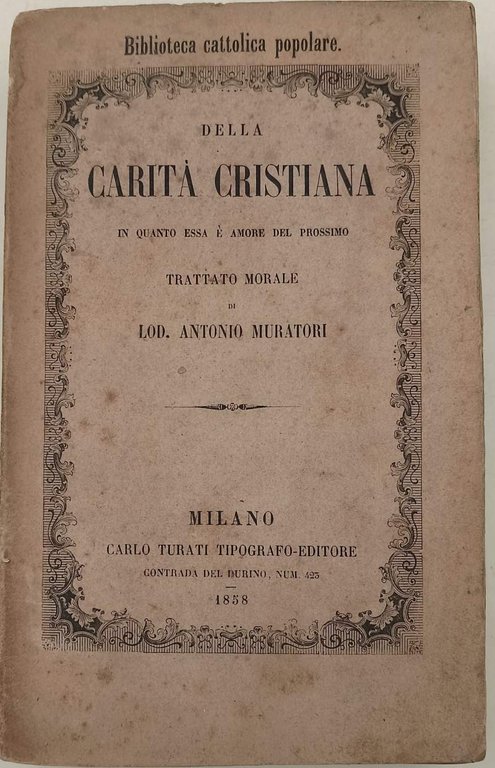 Biblioteca cattolica popolare.
DELLA
CARITÀ CRISTIANA
IN QUANTO ESSA È AMORE DEL PROSSIMO
TRATTATO MORALE
DI
LOD. ANTONIO MURATORI
MILANO
CARLO TURATI TIPOGRAFO-EDITORE
CONTRADA DEL DURINO, NUM. 423
1858